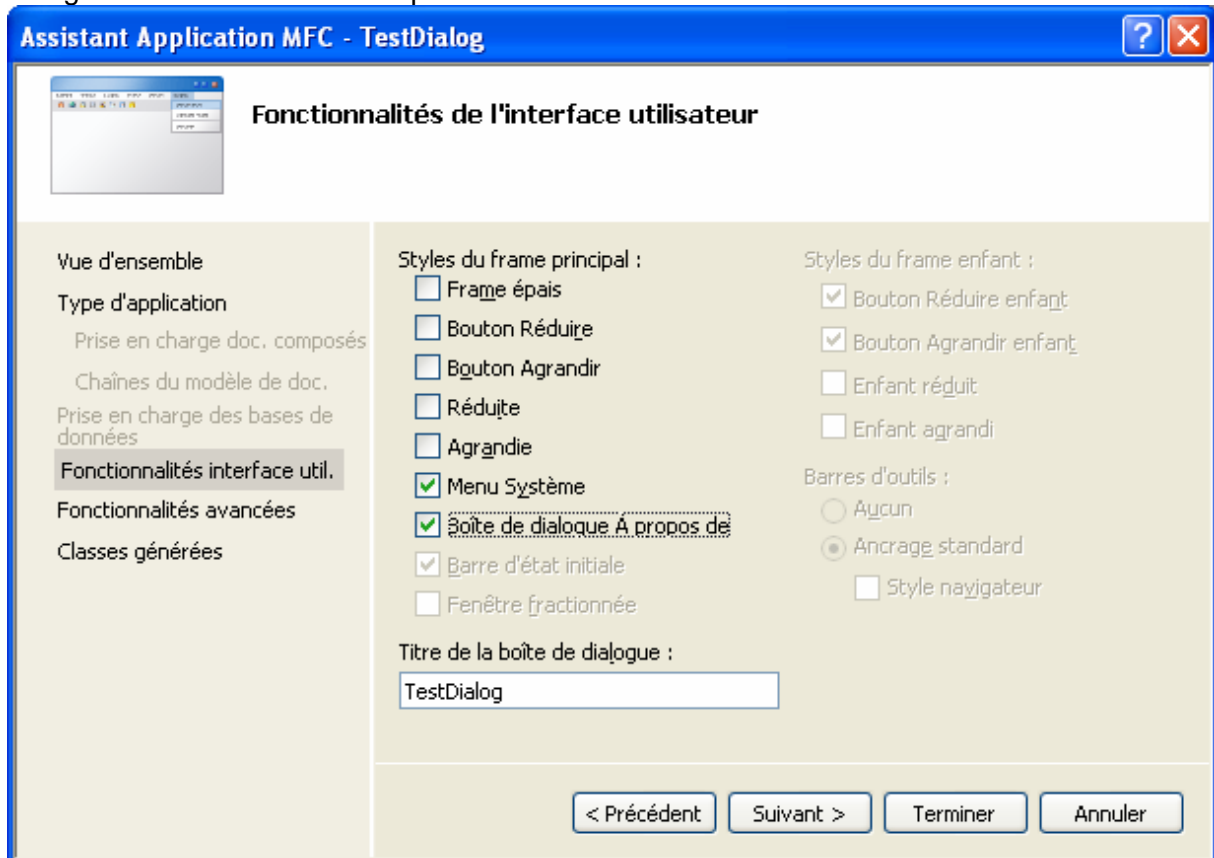 Assistant Application MFC - TestDialog
Fonctionnalités de l'interface utilisateur
Vue d'ensemble
Type d'application
Prise en charge doc. composés
Chaînes du modèle de doc.
Prise en charge des bases de
données
Fonctionnalités interface util.
Fonctionnalités avancées
Classes générées
Styles du frame principal :
Frame épais
Bouton Réduire
Bouton Agrandir
Réduite
Agrandie
Menu Système
Boîte de dialogue À propos de
Barre d'état initiale
Fenêtre fractionnée
Titre de la boîte de dialogue :
TestDialog
Styles du frame enfant :
Bouton Réduire enfant
Bouton Agrandir enfant
Enfant réduit
Enfant agrandi
Barres d'outils :
Aucun
Ancrage standard
Style navigateur
< Précédent
Suivant >
Terminer
Annuler